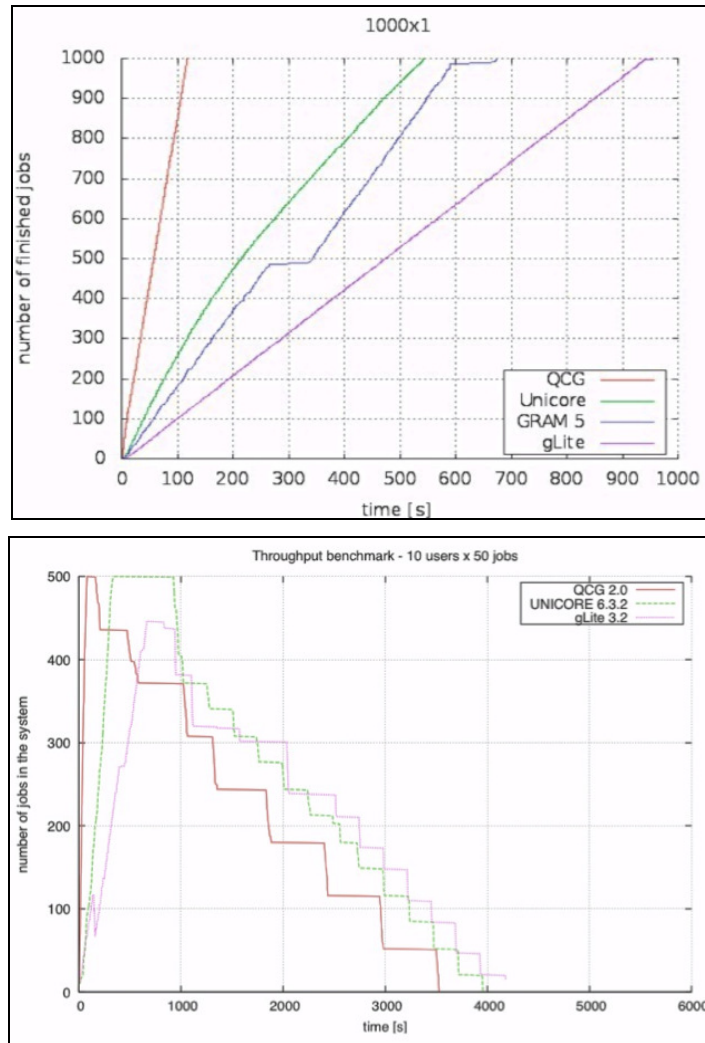 1000x1
number of finished jobs
1000
900
800
700
600
500
400
300
200
100
0
0 100 200 300 400 500 600 700 800 900 1000
time [s]
QCG
Unicore
GRAM 5
gLite
Throughput benchmark - 10 users x 50 jobs
number of jobs in the system
500
400
300
200
100
0
0 1000 2000 3000 4000 5000 6000
time [s]
QCG 2.0
UNICORE 6.3.2
gLite 3.2